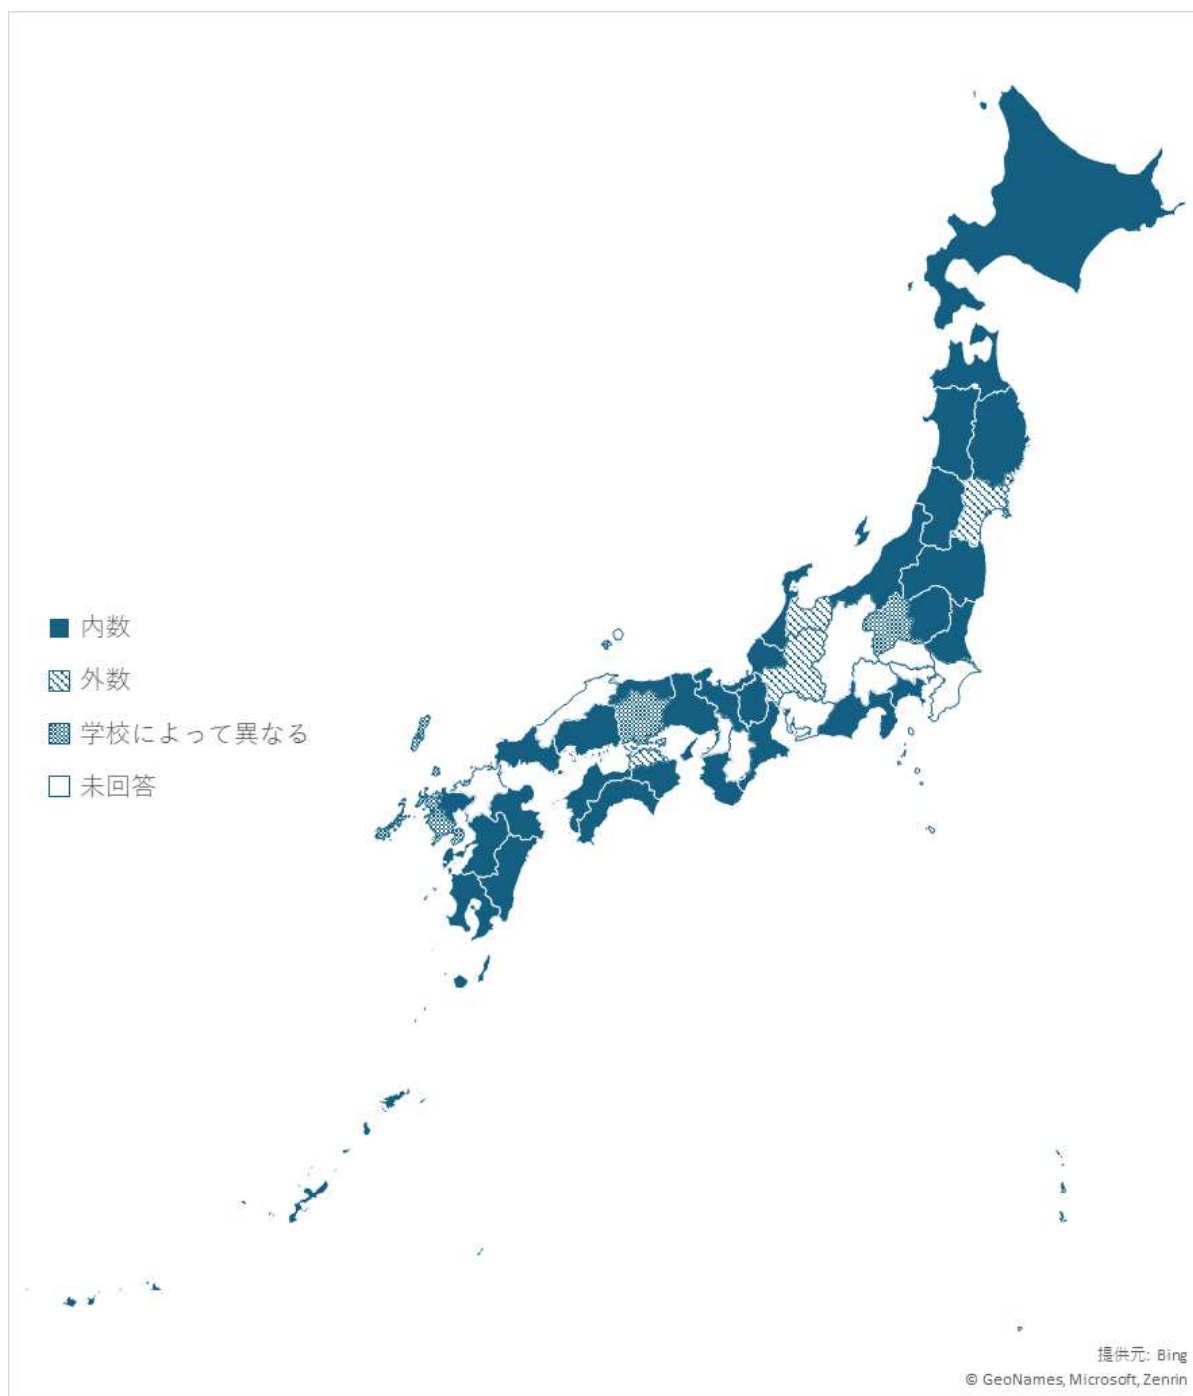 内数
外数
学校によって異なる
未回答
提供元: Bing
© GeoNames, Microsoft, Zenrin